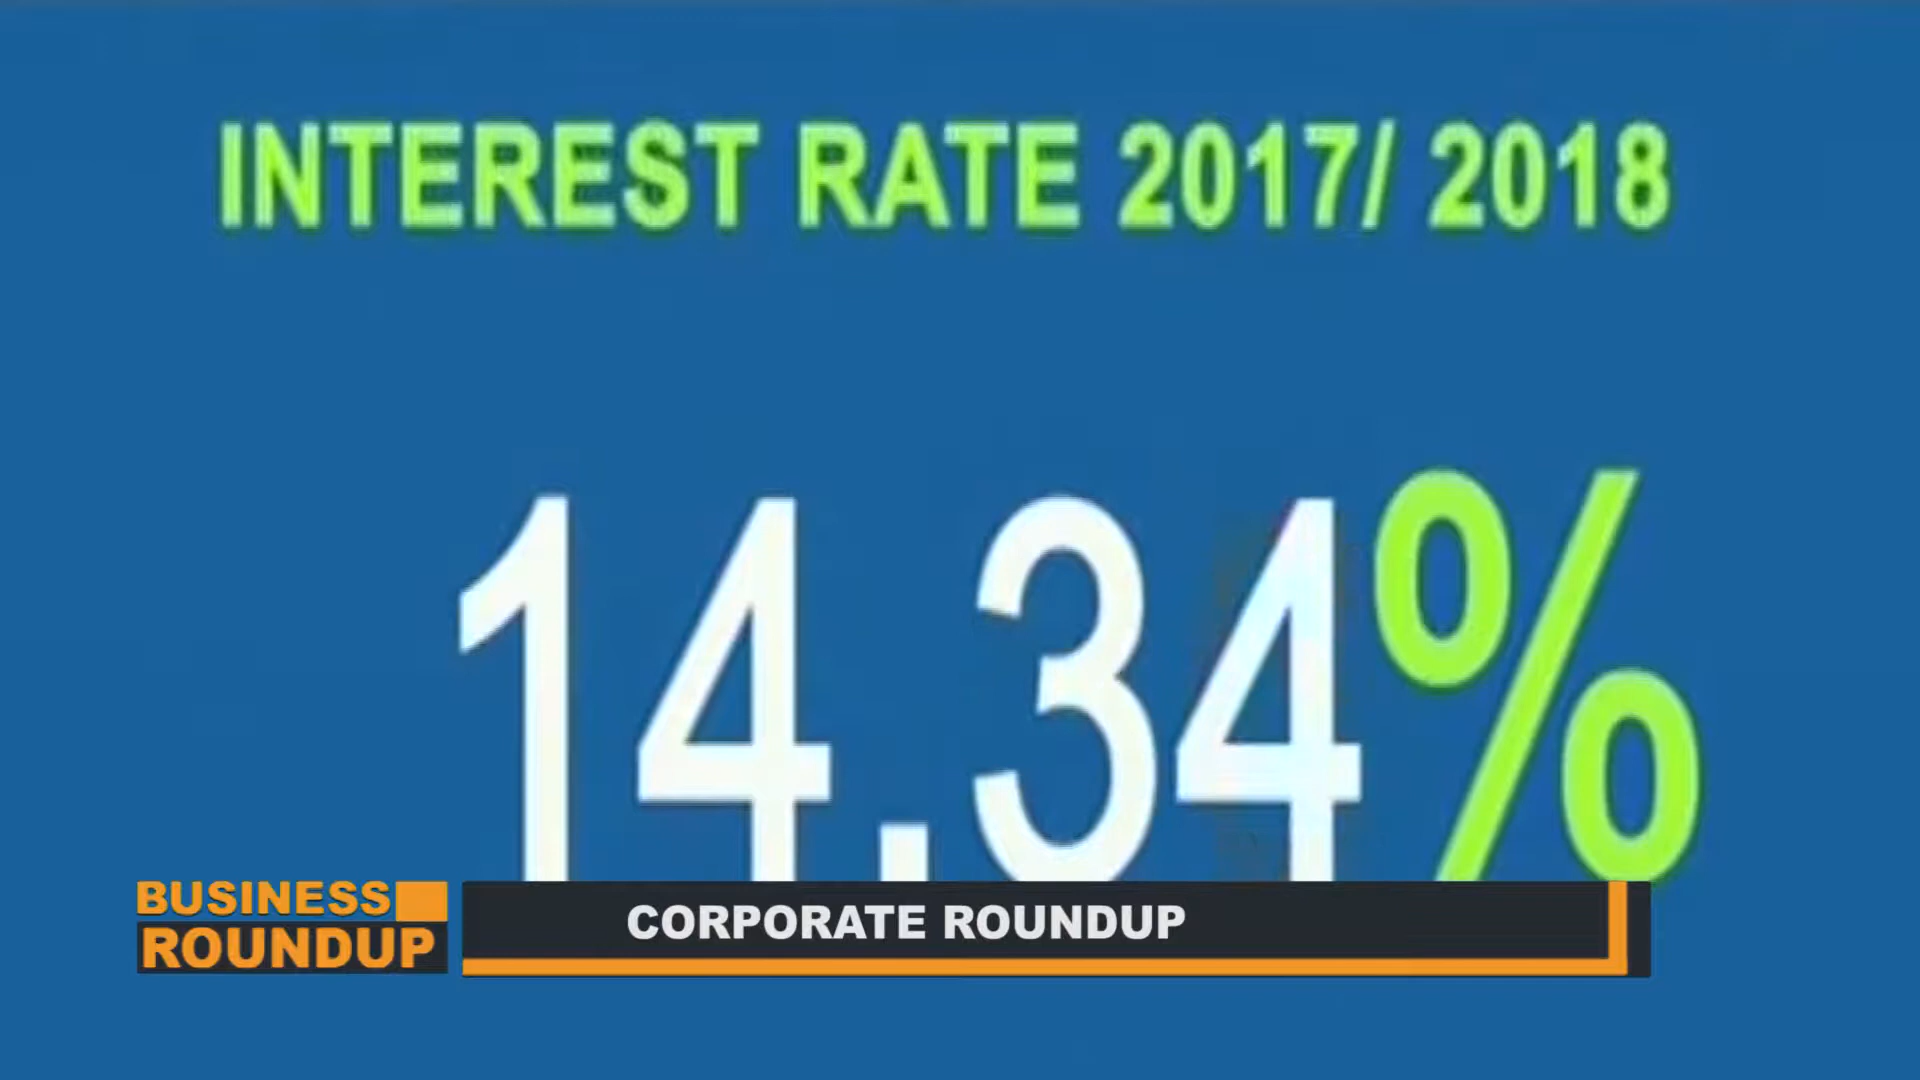 INTEREST RATE 2017/ 2018
14.34%
BUSINESS
ROUNDUP
CORPORATE ROUNDUP